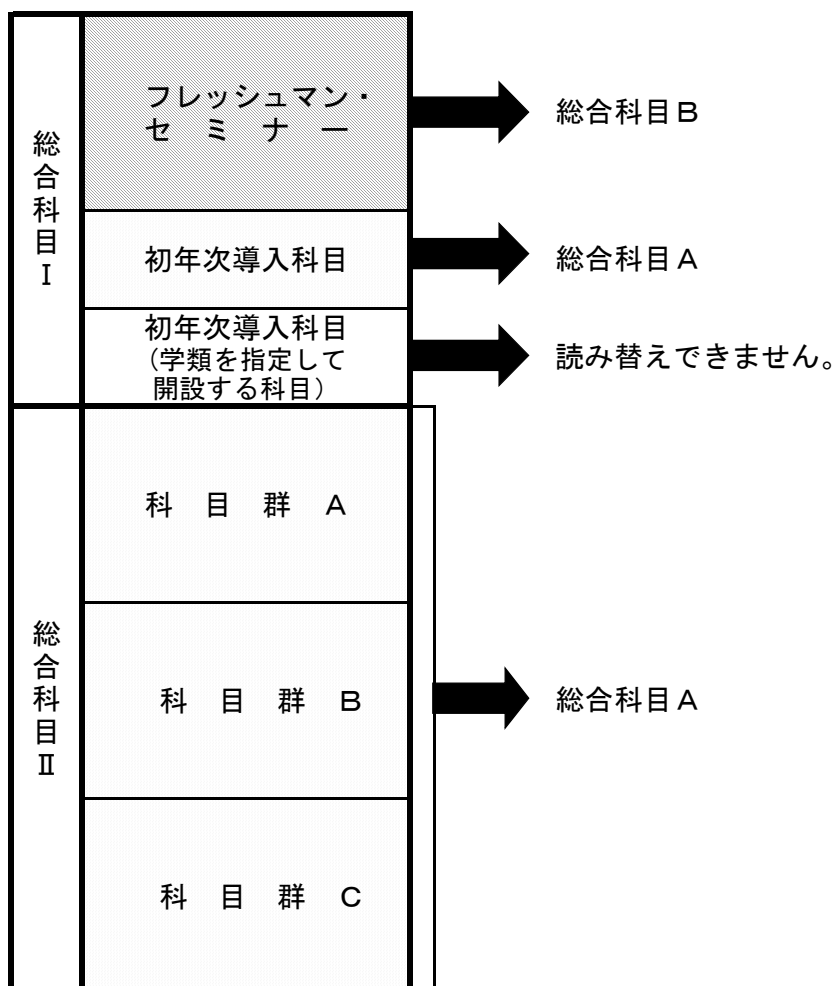 総合科目Ⅰ
フレッシュマン・
セミナー
総合科目B
初年次導入科目
総合科目A
初年次導入科目
(学類を指定して
開設する科目)
読み替えできません。
総合科目Ⅱ
科目群A
科目群B
総合科目A
科目群C